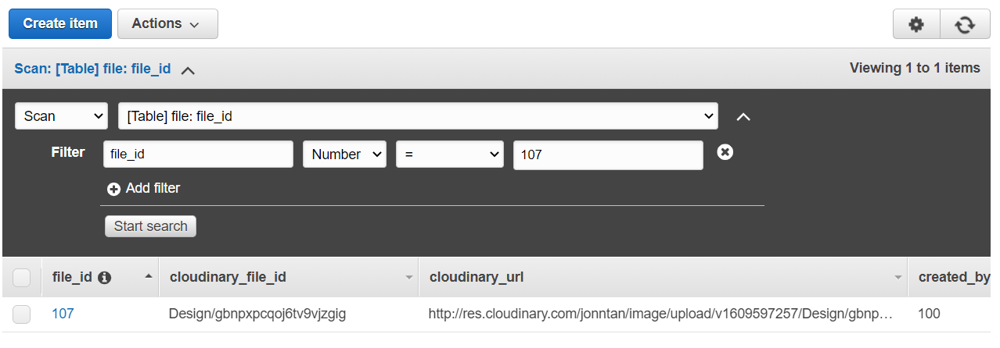 Create item Actions
Scan: [Table] file: file_id Viewing 1 to 1 items
Scan [Table] file: file_id
Filter file_id Number = 107
Add filter
Start search
file_id cloudinary_file_id cloudinary_url created_by
107 Design/gbnpxpcqoj6tv9vjzgig http://res.cloudinary.com/jonntan/image/upload/v1609597257/Design/gbnp… 100